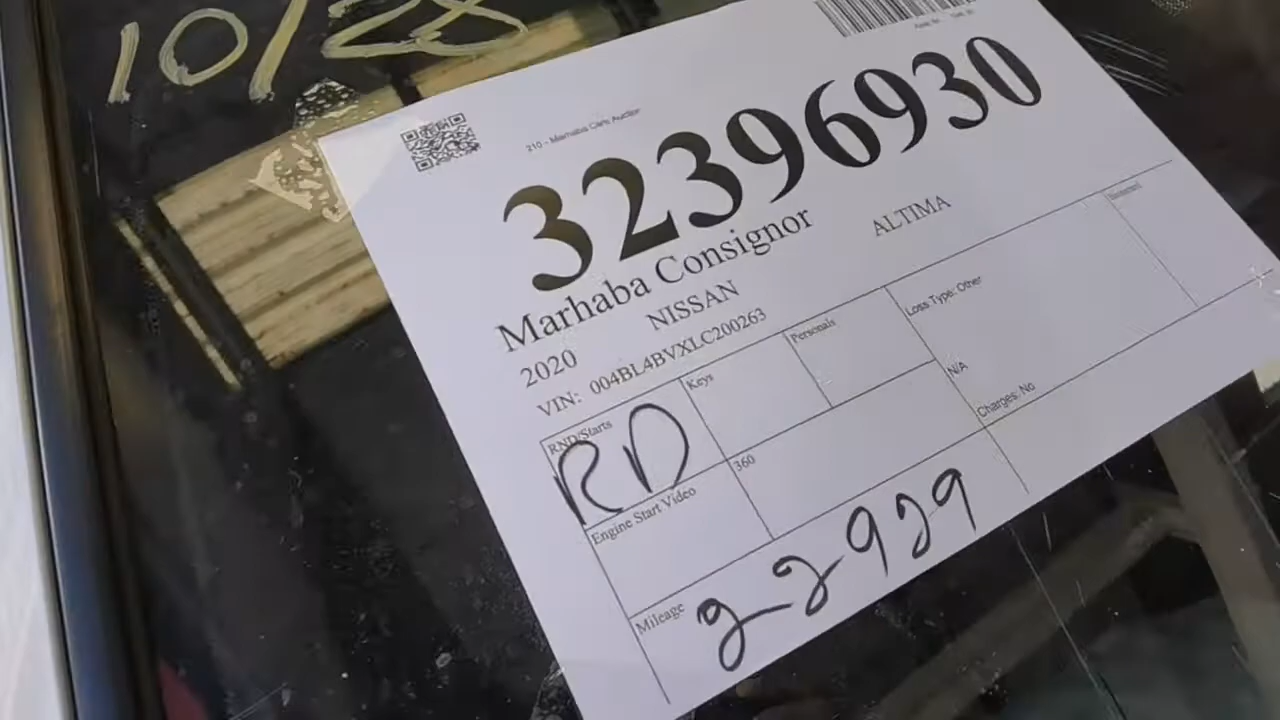 10/28
210 - Marhaba Cars Auction
32396930
Marhaba Consignor
2020 NISSAN ALTIMA
VIN: 004BL4BVXLC200263
RND/Starts
RD
Keys
Personals
Loss Type: Other
Engine Start Video
360
N/A
Charges: No
Mileage
22929